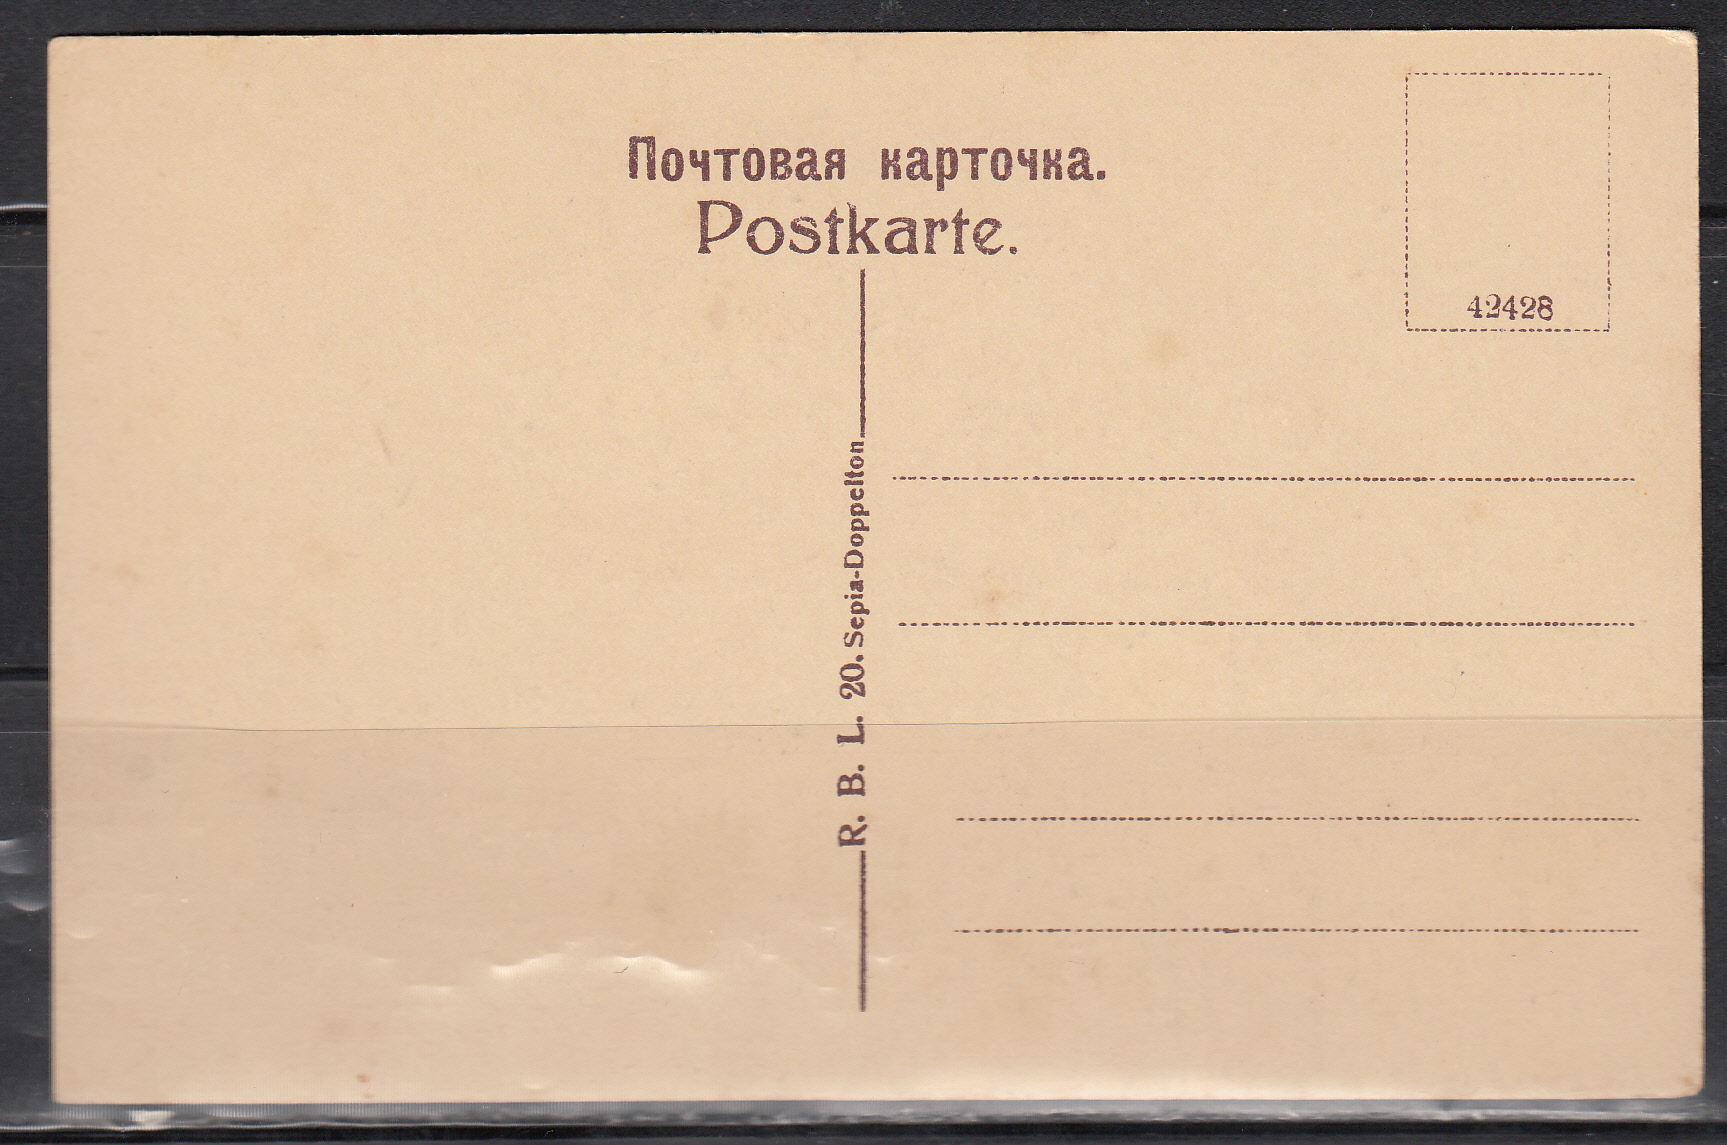 Почтовая карточка.
Postkarte.
42428
R. B. L. 20. Sepia-Doppelton